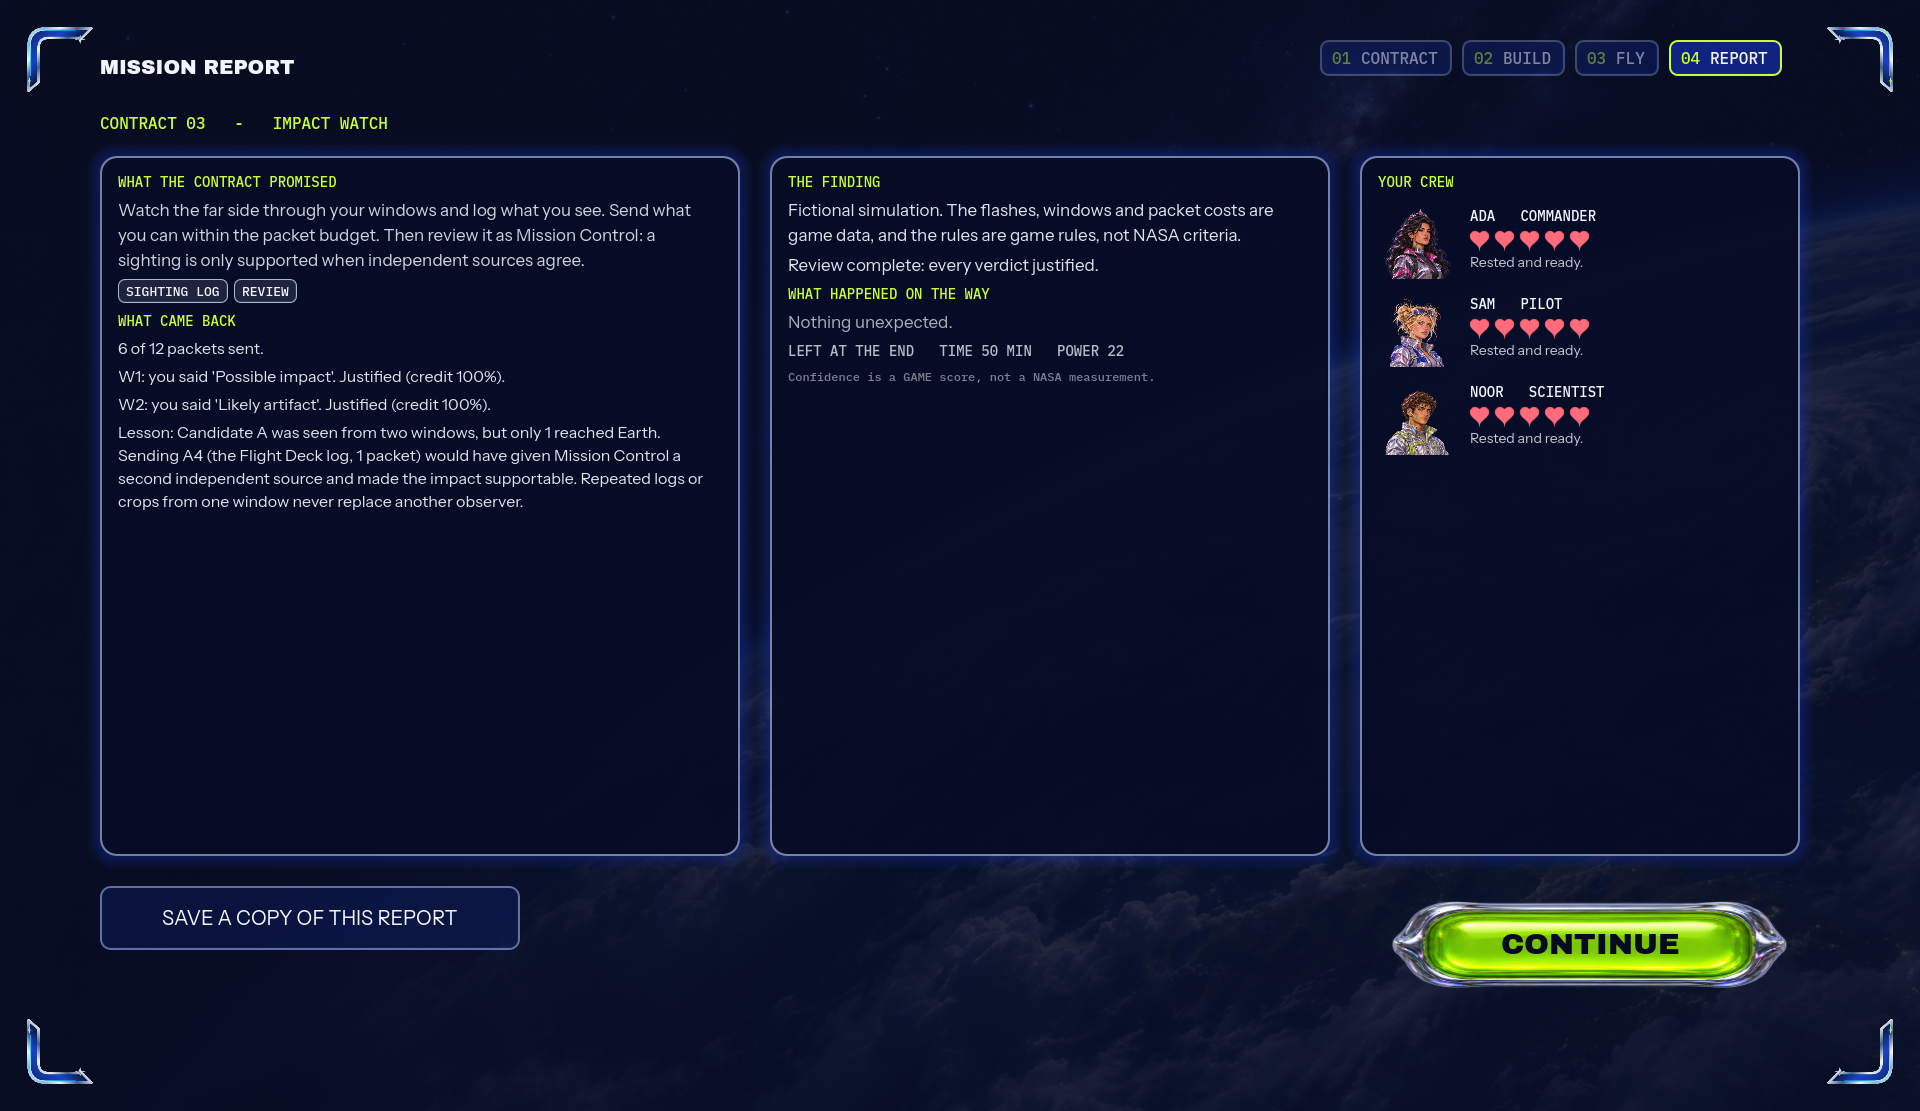 MISSION REPORT
01 CONTRACT
02 BUILD
03 FLY
04 REPORT
CONTRACT 03 - IMPACT WATCH
WHAT THE CONTRACT PROMISED
Watch the far side through your windows and log what you see. Send what
you can within the packet budget. Then review it as Mission Control: a
sighting is only supported when independent sources agree.
SIGHTING LOG
REVIEW
WHAT CAME BACK
6 of 12 packets sent.
W1: you said 'Possible impact'. Justified (credit 100%).
W2: you said 'Likely artifact'. Justified (credit 100%).
Lesson: Candidate A was seen from two windows, but only 1 reached Earth.
Sending A4 (the Flight Deck log, 1 packet) would have given Mission Control a
second independent source and made the impact supportable. Repeated logs or
crops from one window never replace another observer.
THE FINDING
Fictional simulation. The flashes, windows and packet costs are
game data, and the rules are game rules, not NASA criteria.
Review complete: every verdict justified.
WHAT HAPPENED ON THE WAY
Nothing unexpected.
LEFT AT THE END TIME 50 MIN POWER 22
Confidence is a GAME score, not a NASA measurement.
YOUR CREW
ADA COMMANDER
Rested and ready.
SAM PILOT
Rested and ready.
NOOR SCIENTIST
Rested and ready.
SAVE A COPY OF THIS REPORT
CONTINUE